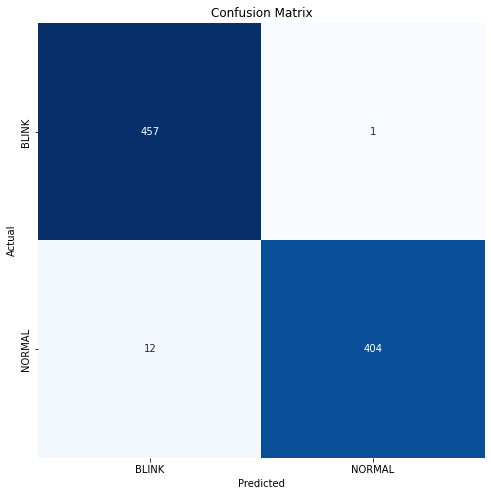 Confusion Matrix
BLINK
457
1
Actual
NORMAL
12
404
BLINK
NORMAL
Predicted